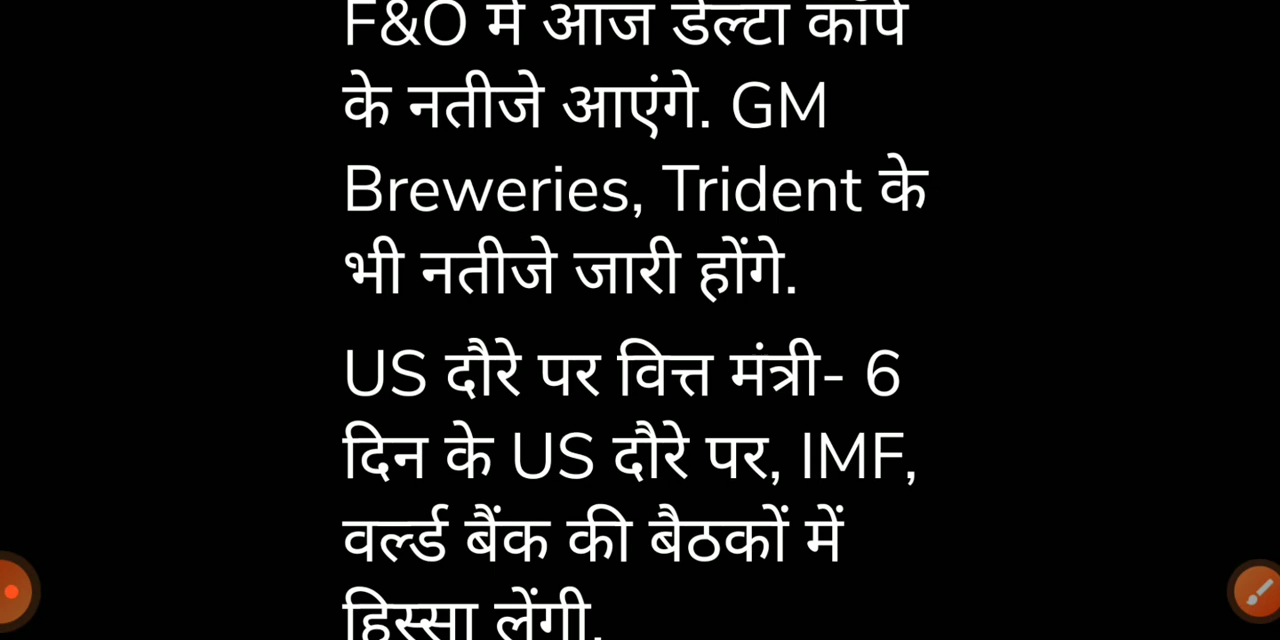 F&O में आज डेल्टा कॉर्प
के नतीजे आएंगे. GM
Breweries, Trident के
भी नतीजे जारी होंगे.
US दौरे पर वित्त मंत्री- 6
दिन के US दौरे पर, IMF,
वर्ल्ड बैंक की बैठकों में
हिस्सा लेंगी.